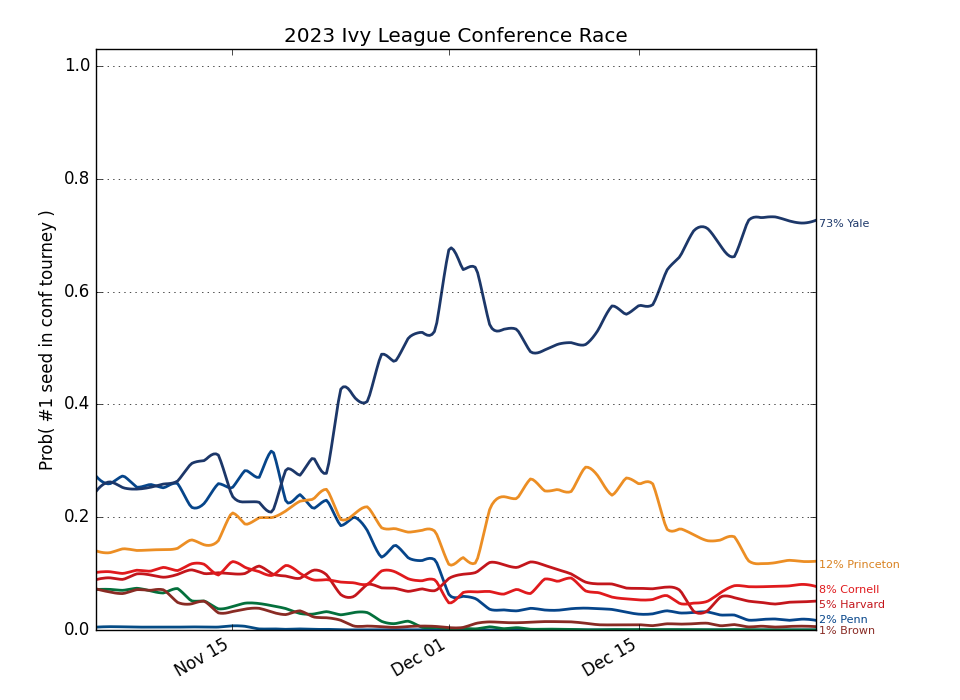 2023 Ivy League Conference Race
Prob( #1 seed in conf tourney )
1.0
0.8
0.6
0.4
0.2
0.0
Nov 15
Dec 01
Dec 15
73% Yale
12% Princeton
8% Cornell
5% Harvard
2% Penn
1% Brown